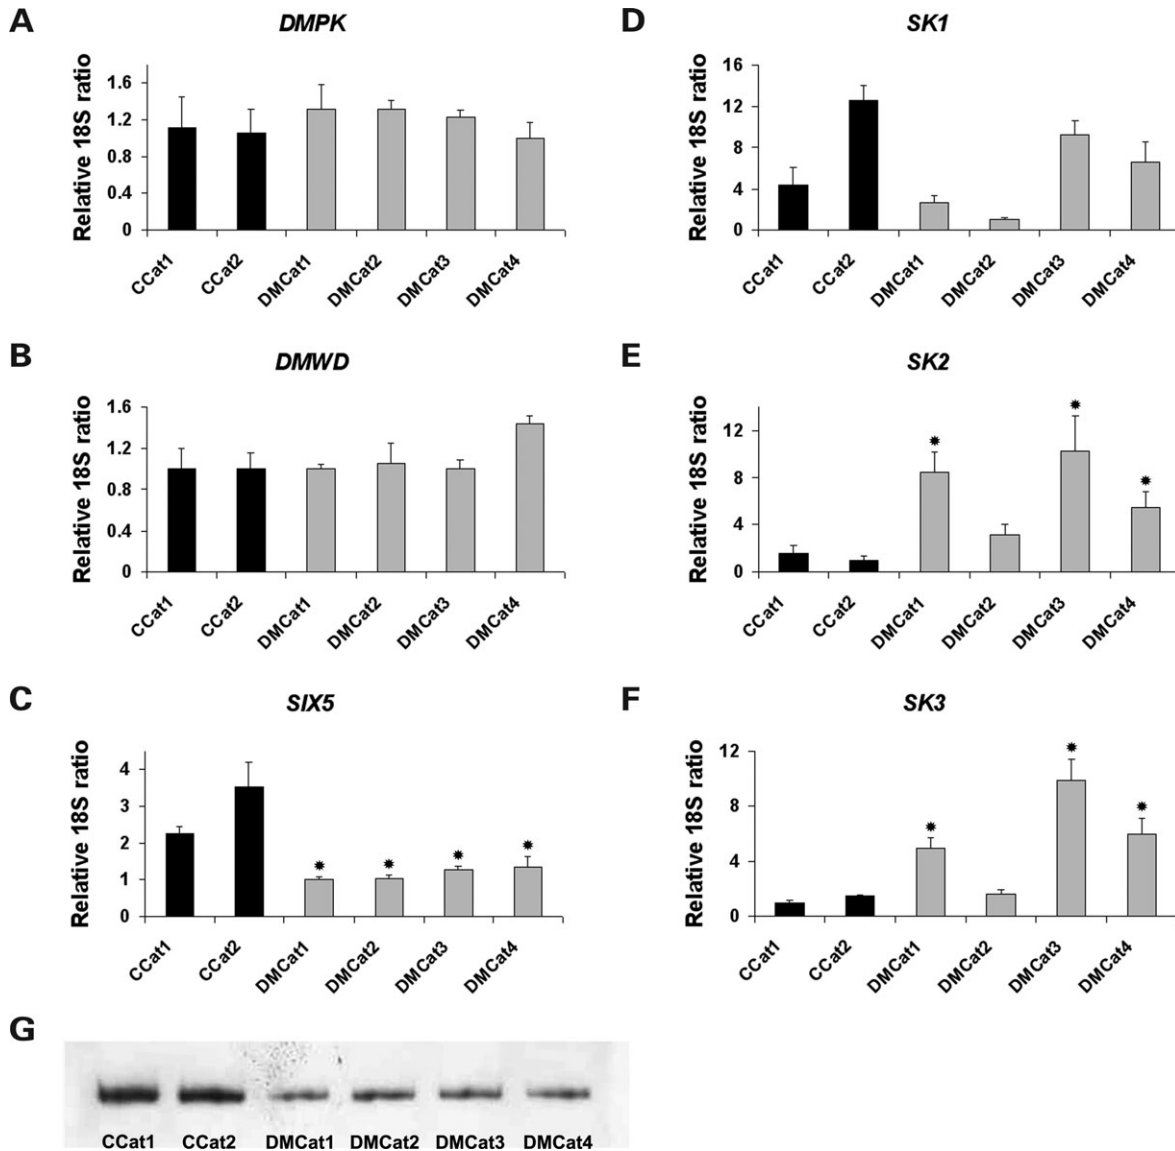 A
DMPK
Relative 18S ratio
1.6
1.2
0.8
0.4
0
CCat1
CCat2
DMCat1
DMCat2
DMCat3
DMCat4
B
DMWD
Relative 18S ratio
1.6
1.2
0.8
0.4
0
CCat1
CCat2
DMCat1
DMCat2
DMCat3
DMCat4
C
SIX5
Relative 18S ratio
4
3
2
1
0
CCat1
CCat2
DMCat1
DMCat2
DMCat3
DMCat4
D
SK1
Relative 18S ratio
16
12
8
4
0
CCat1
CCat2
DMCat1
DMCat2
DMCat3
DMCat4
E
SK2
Relative 18S ratio
12
8
4
0
CCat1
CCat2
DMCat1
DMCat2
DMCat3
DMCat4
F
SK3
Relative 18S ratio
12
8
4
0
CCat1
CCat2
DMCat1
DMCat2
DMCat3
DMCat4
G
CCat1 CCat2 DMCat1 DMCat2 DMCat3 DMCat4